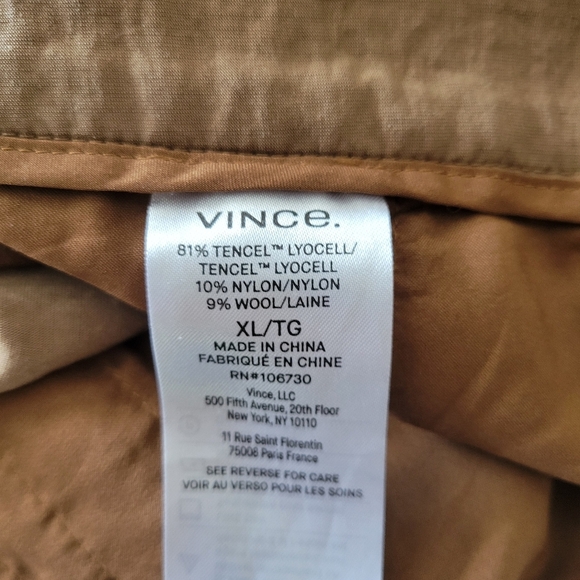 VINCE.
81% TENCEL™ LYOCELL/
TENCEL™ LYOCELL
10% NYLON/NYLON
9% WOOL/LAINE
XL/TG
MADE IN CHINA
FABRIQUÉ EN CHINE
RN#106730
Vince, LLC
500 Fifth Avenue, 20th Floor
New York, NY 10110
11 Rue Saint Florentin
75008 Paris France
SEE REVERSE FOR CARE
VOIR AU VERSO POUR LES SOINS